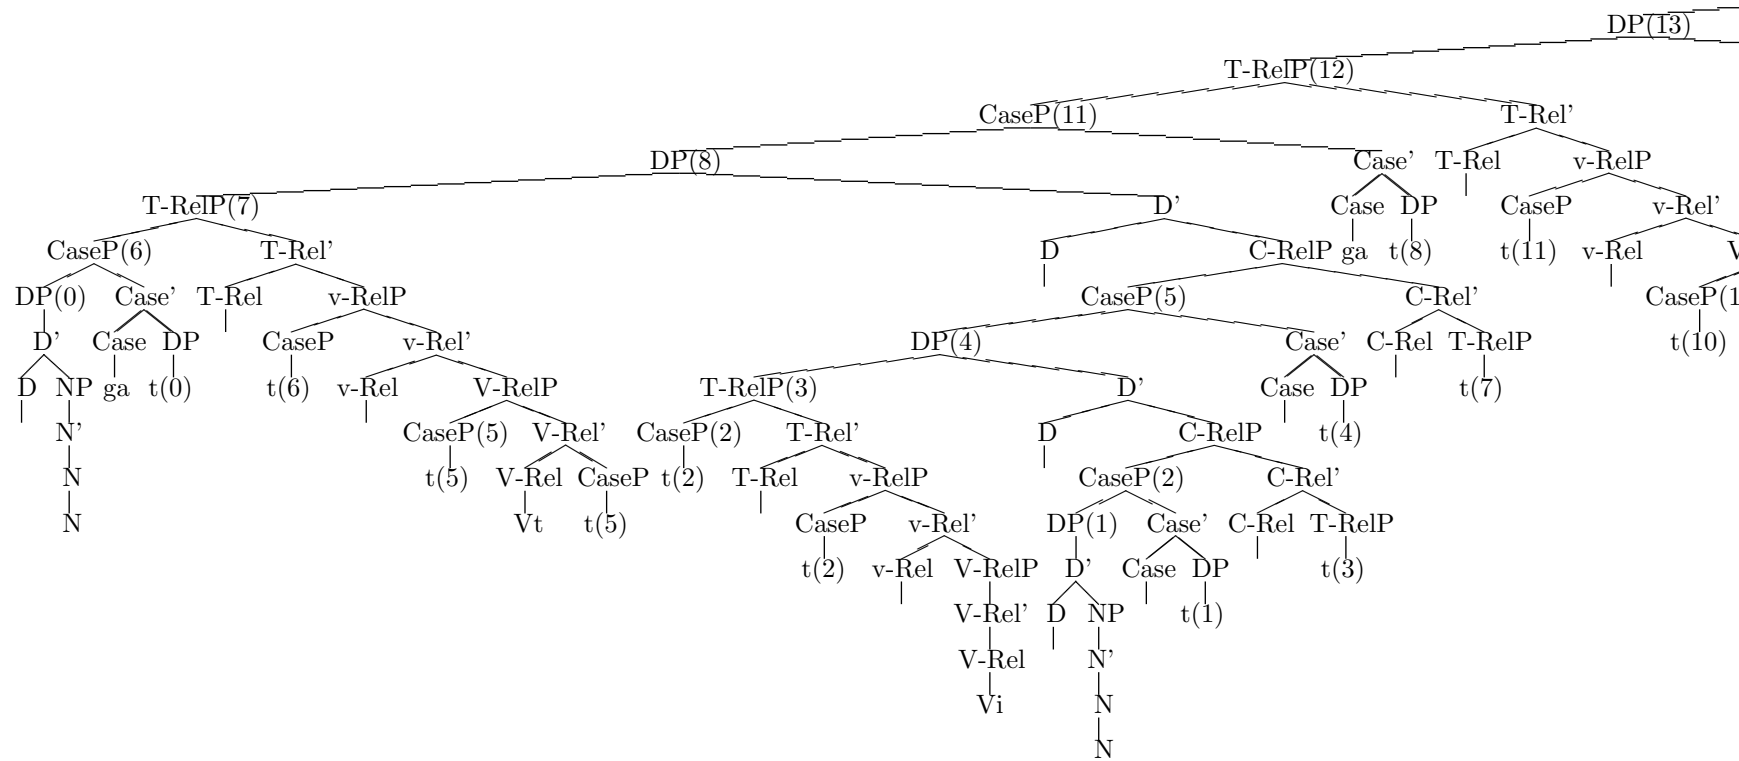 DP(13)
T-RelP(12)
CaseP(11) T-Rel'
DP(8) Case' T-Rel v-RelP
T-RelP(7) D' Case DP CaseP v-Rel'
CaseP(6) T-Rel' D C-RelP ga t(8) t(11) v-Rel V
DP(0) Case' T-Rel v-RelP CaseP(5) C-Rel' CaseP(1
D' Case DP CaseP v-Rel' DP(4) Case' C-Rel T-RelP t(10)
D NP ga t(0) t(6) v-Rel V-RelP T-RelP(3) D' Case DP t(7)
N' CaseP(5) V-Rel' CaseP(2) T-Rel' D C-RelP t(4)
N t(5) V-Rel CaseP t(2) T-Rel v-RelP CaseP(2) C-Rel'
N Vt t(5) CaseP v-Rel' DP(1) Case' C-Rel T-RelP
t(2) v-Rel V-RelP D' Case DP t(3)
V-Rel' D NP t(1)
V-Rel N'
Vi N
N